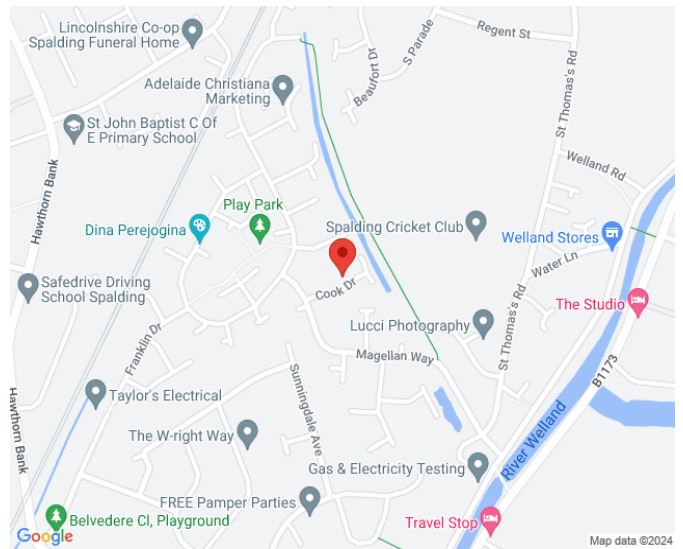 Lincolnshire Co-op
Spalding Funeral Home
Regent St
S Parade
Beaufort Dr
St Thomas's Rd
Adelaide Christiana
Marketing
St John Baptist C Of
E Primary School
Hawthorn Bank
Welland Rd
Play Park
Dina Perejogina
Spalding Cricket Club
Welland Stores
Water Ln
Safedrive Driving
School Spalding
Cook Dr
The Studio
Lucci Photography
St Thomas's Rd
Franklin Dr
Magellan Way
B1173
Sunningdale Ave
Hawthorn Bank
Taylor's Electrical
River Welland
The W-right Way
Gas & Electricity Testing
FREE Pamper Parties
Belvedere Cl, Playground
Travel Stop
Google
Map data ©2024